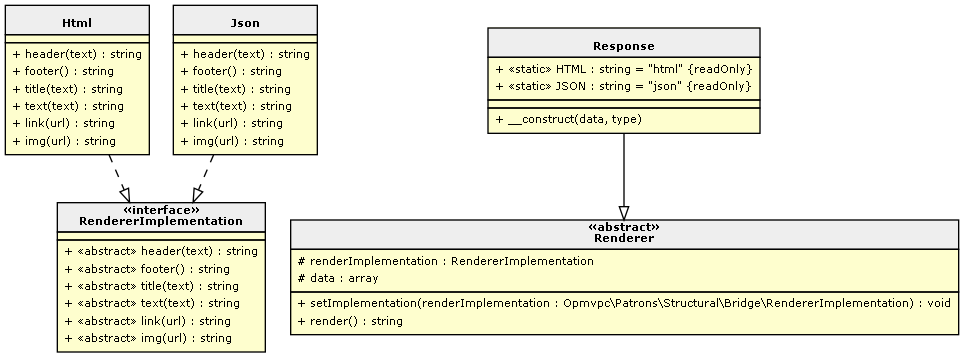 Html
+ header(text) : string
+ footer() : string
+ title(text) : string
+ text(text) : string
+ link(url) : string
+ img(url) : string
Json
+ header(text) : string
+ footer() : string
+ title(text) : string
+ text(text) : string
+ link(url) : string
+ img(url) : string
Response
+ «static» HTML : string = "html" {readOnly}
+ «static» JSON : string = "json" {readOnly}
+ __construct(data, type)
«interface»
RendererImplementation
+ «abstract» header(text) : string
+ «abstract» footer() : string
+ «abstract» title(text) : string
+ «abstract» text(text) : string
+ «abstract» link(url) : string
+ «abstract» img(url) : string
«abstract»
Renderer
# renderImplementation : RendererImplementation
# data : array
+ setImplementation(renderImplementation : Opmvpc\Patrons\Structural\Bridge\RendererImplementation) : void
+ render() : string